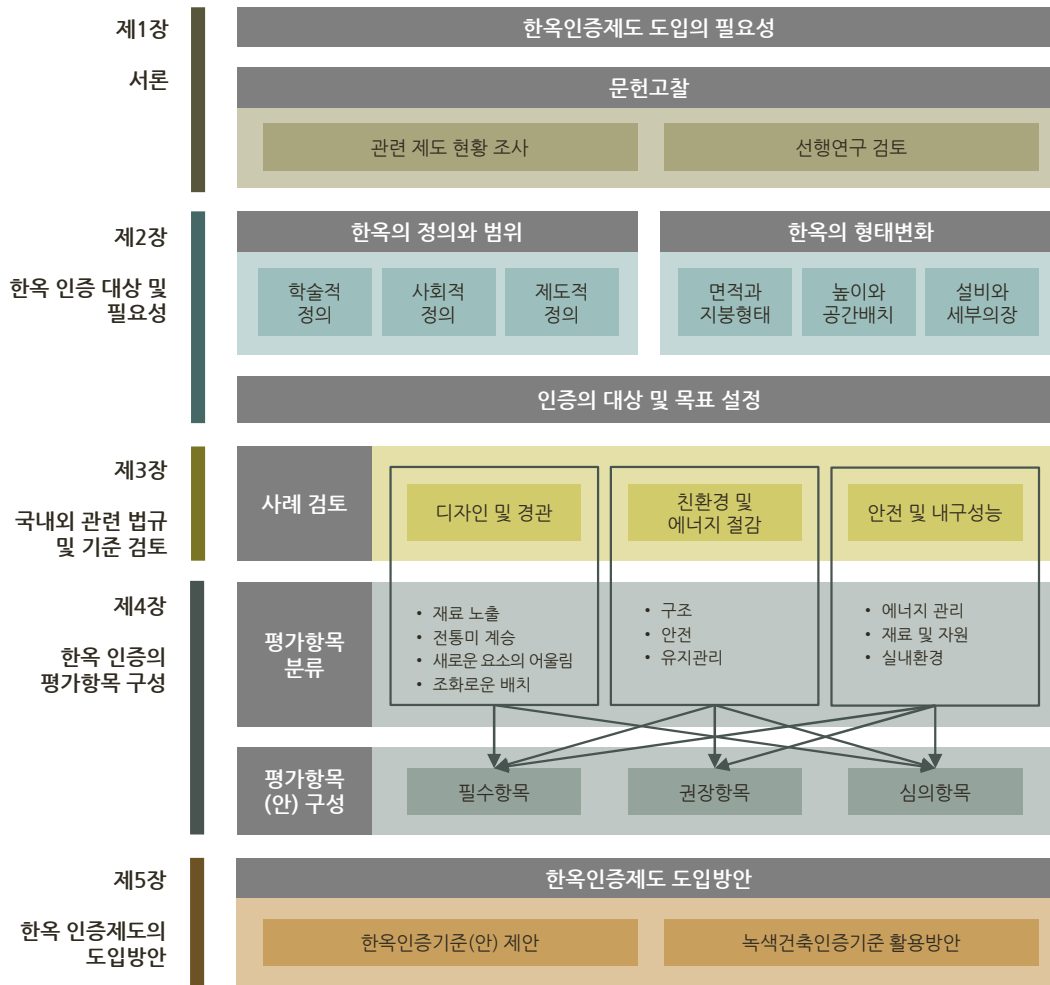 제1장
서론
한옥인증제도 도입의 필요성
문헌고찰
관련 제도 현황 조사
선행연구 검토
제2장
한옥 인증 대상 및
필요성
한옥의 정의와 범위
학술적
정의
사회적
정의
제도적
정의
한옥의 형태변화
면적과
지붕형태
높이와
공간배치
설비와
세부의장
인증의 대상 및 목표 설정
제3장
국내외 관련 법규
및 기준 검토
사례 검토
디자인 및 경관
친환경 및
에너지 절감
안전 및 내구성능
제4장
한옥 인증의
평가항목 구성
평가항목
분류
• 재료 노출
• 전통미 계승
• 새로운 요소의 어울림
• 조화로운 배치
• 구조
• 안전
• 유지관리
• 에너지 관리
• 재료 및 자원
• 실내환경
평가항목
(안) 구성
필수항목
권장항목
심의항목
제5장
한옥 인증제도의
도입방안
한옥인증제도 도입방안
한옥인증기준(안) 제안
녹색건축인증기준 활용방안